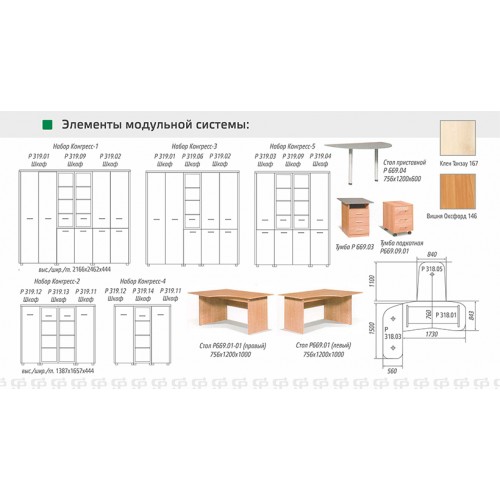 Элементы модульной системы:
Набор Конгресс-1
Р 319.01 Р 319.09 Р 319.02
Шкаф Шкаф Шкаф
выс./шир./гл. 2166х2462х444
Набор Конгресс-3
Р 319.01 Р 319.06 Р 319.02
Шкаф Шкаф Шкаф
Набор Конгресс-5
Р 319.03 Р 319.09 Р 319.04
Шкаф Шкаф Шкаф
Стол приставной
Р 669.04
756х1200х600
Клен Танзау 167
Вишня Оксфорд 146
Тумба Р 669.03
Тумба подкатная
Р669.09.01
Набор Конгресс-2
Р 319.12 Р 319.13 Р 319.11
Шкаф Шкаф Шкаф
выс./шир./гл. 1387х1657х444
Набор Конгресс-4
Р 319.12 Р 319.14 Р 319.11
Шкаф Шкаф Шкаф
Стол Р669.01-01 (правый)
756х1200х1000
Стол Р669.01 (левый)
756х1200х1000
840
Р 318.05
1100
1500
760
Р 318.01
843
Р
318.03
1730
560